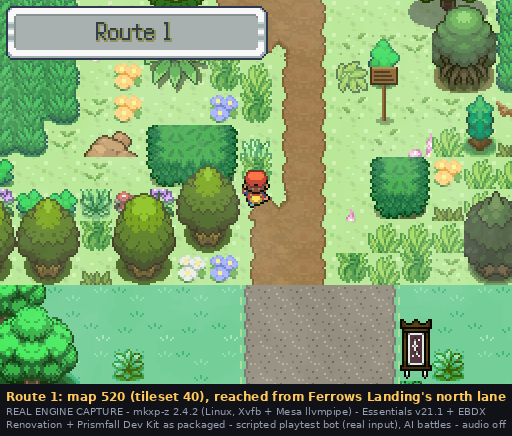 Route 1
Route 1: map 520 (tileset 40), reached from Ferrows Landing's north lane
REAL ENGINE CAPTURE - mkxp-z 2.4.2 (Linux, Xvfb + Mesa llvmpipe) - Essentials v21.1 + EBDX
Renovation + Prismfall Dev Kit as packaged - scripted playtest bot (real input), AI battles - audio off